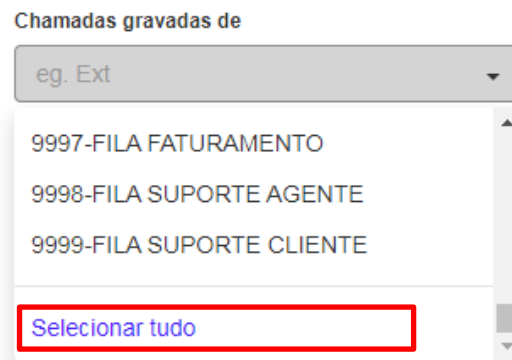 Chamadas gravadas de
eg. Ext
9997-FILA FATURAMENTO
9998-FILA SUPORTE AGENTE
9999-FILA SUPORTE CLIENTE
Selecionar tudo